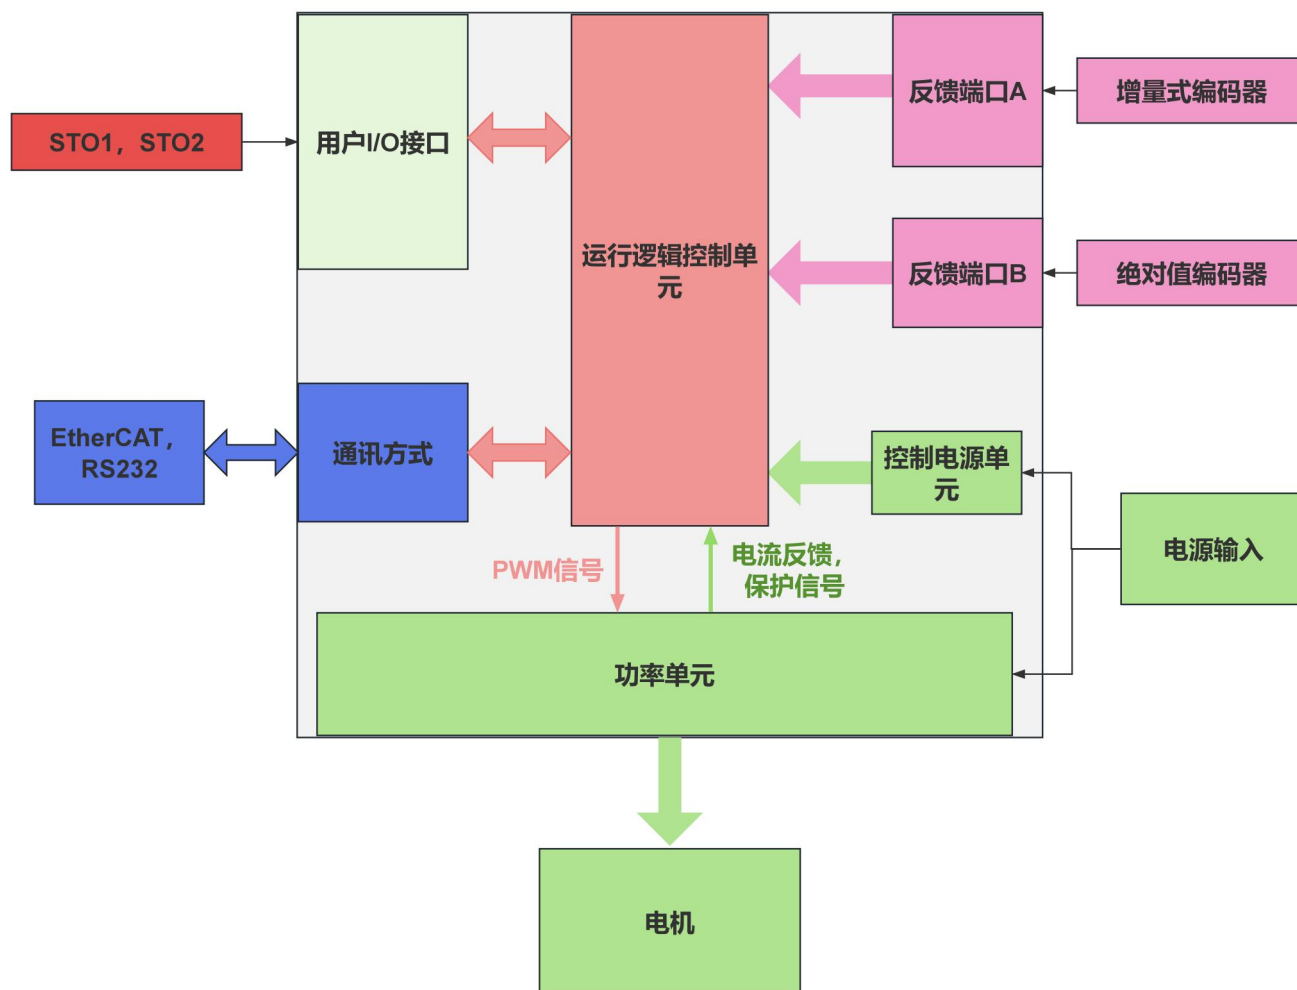 STO1，STO2
用户I/O接口
运行逻辑控制单
元
反馈端口A
增量式编码器
反馈端口B
绝对值编码器
EtherCAT，
RS232
通讯方式
控制电源单
元
电源输入
PWM信号
电流反馈，
保护信号
功率单元
电机